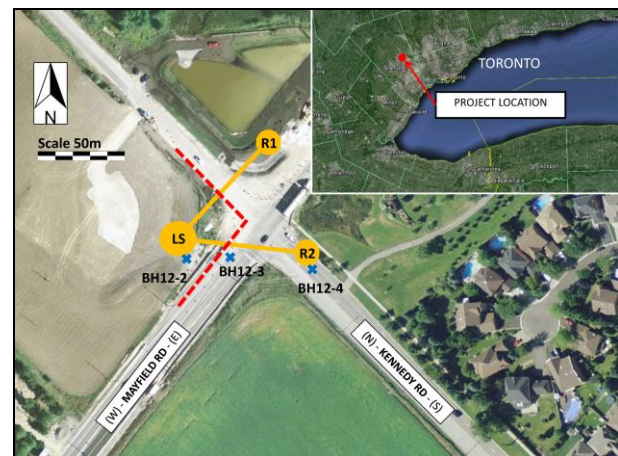 N
Scale 50m
TORONTO
PROJECT LOCATION
R1
LS
R2
BH12-2
BH12-3
BH12-4
(W) - MAYFIELD RD - (E)
(N) - KENNEDY RD - (S)